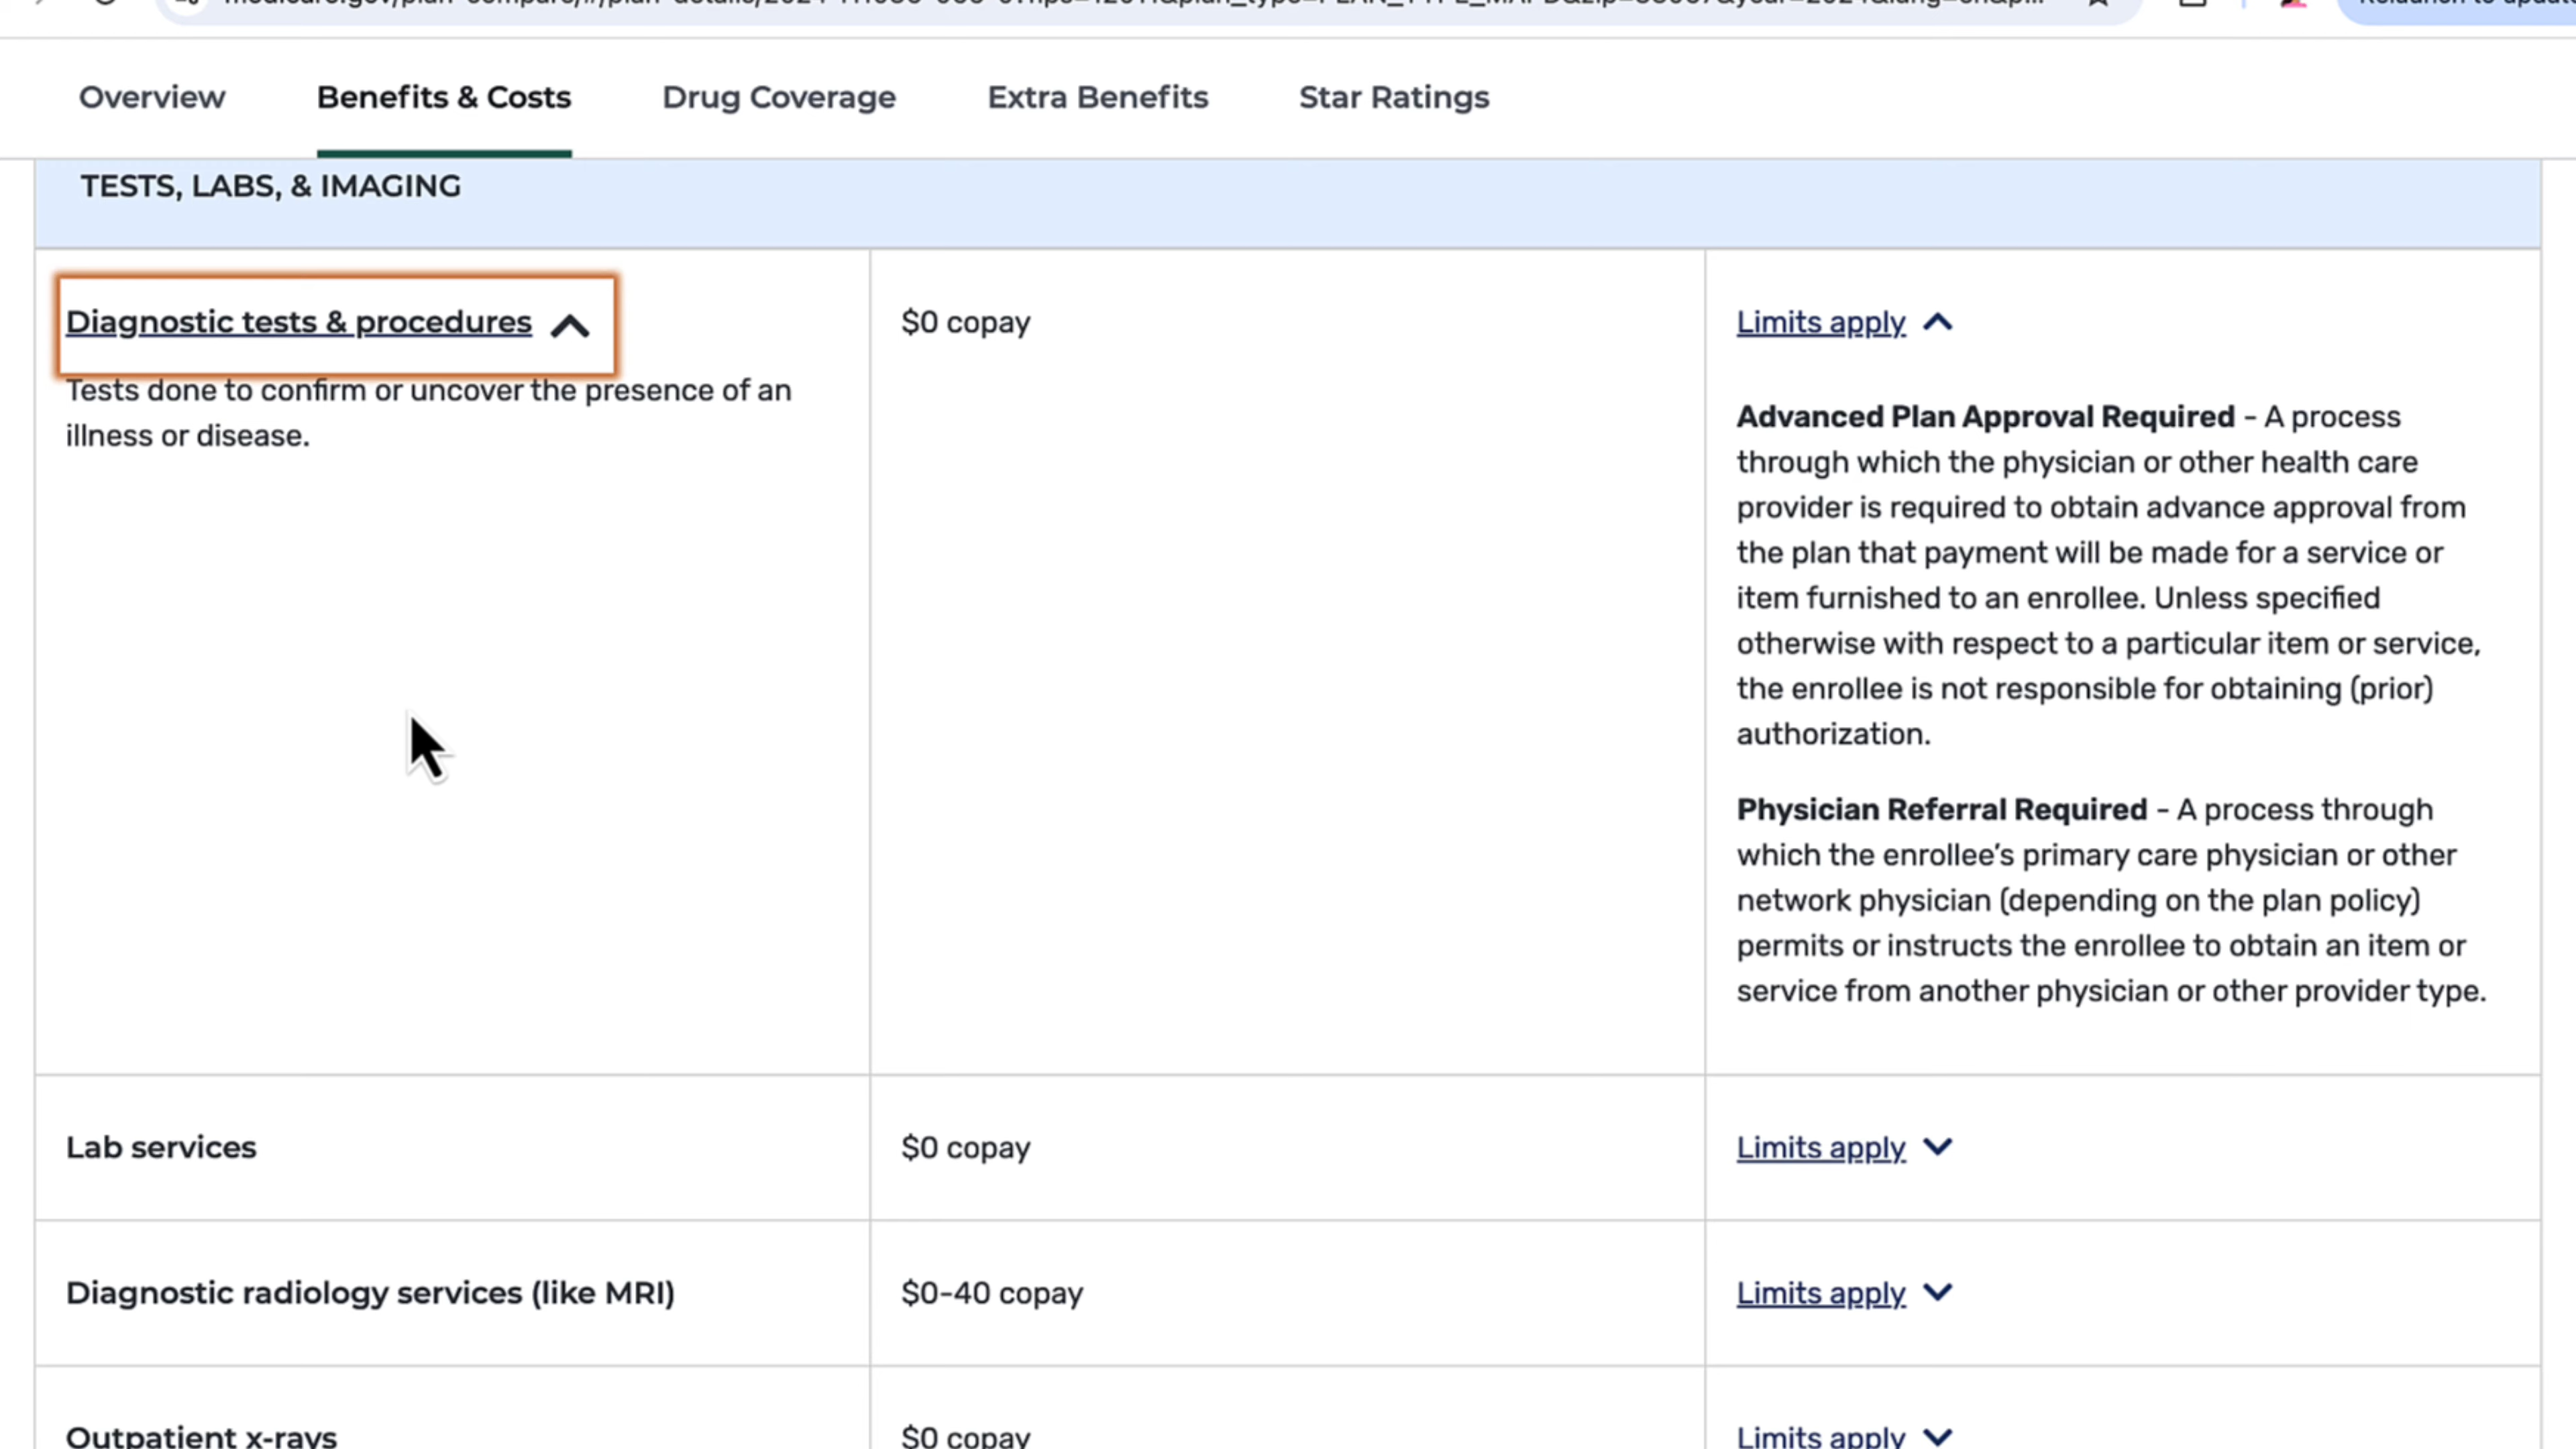 Overview Benefits & Costs Drug Coverage Extra Benefits Star Ratings
TESTS, LABS, & IMAGING
Diagnostic tests & procedures
Tests done to confirm or uncover the presence of an
illness or disease.
$0 copay
Limits apply
Advanced Plan Approval Required - A process
through which the physician or other health care
provider is required to obtain advance approval from
the plan that payment will be made for a service or
item furnished to an enrollee. Unless specified
otherwise with respect to a particular item or service,
the enrollee is not responsible for obtaining (prior)
authorization.
Physician Referral Required - A process through
which the enrollee’s primary care physician or other
network physician (depending on the plan policy)
permits or instructs the enrollee to obtain an item or
service from another physician or other provider type.
Lab services $0 copay Limits apply
Diagnostic radiology services (like MRI) $0-40 copay Limits apply
Outpatient x-rays $0 copay Limits apply